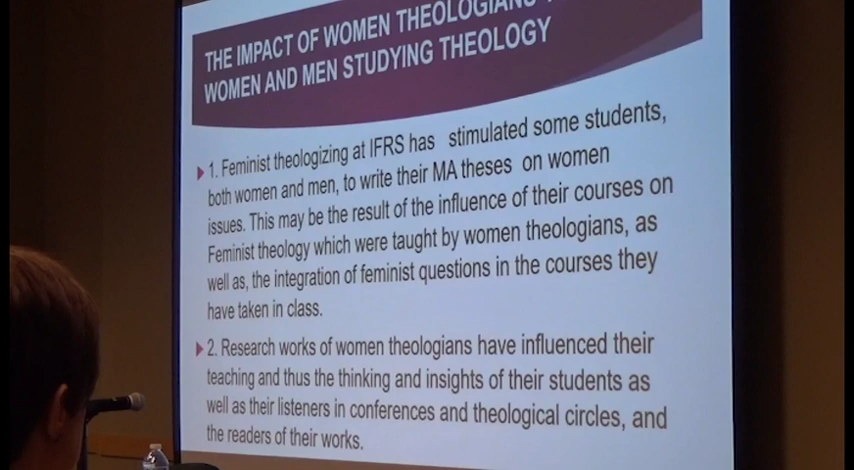 THE IMPACT OF WOMEN THEOLOGIANS
WOMEN AND MEN STUDYING THEOLOGY
1. Feminist theologizing at IFRS has stimulated some students,
both women and men, to write their MA theses on women
issues. This may be the result of the influence of their courses on
Feminist theology which were taught by women theologians, as
well as, the integration of feminist questions in the courses they
have taken in class.
2. Research works of women theologians have influenced their
teaching and thus the thinking and insights of their students as
well as their listeners in conferences and theological circles, and
the readers of their works.